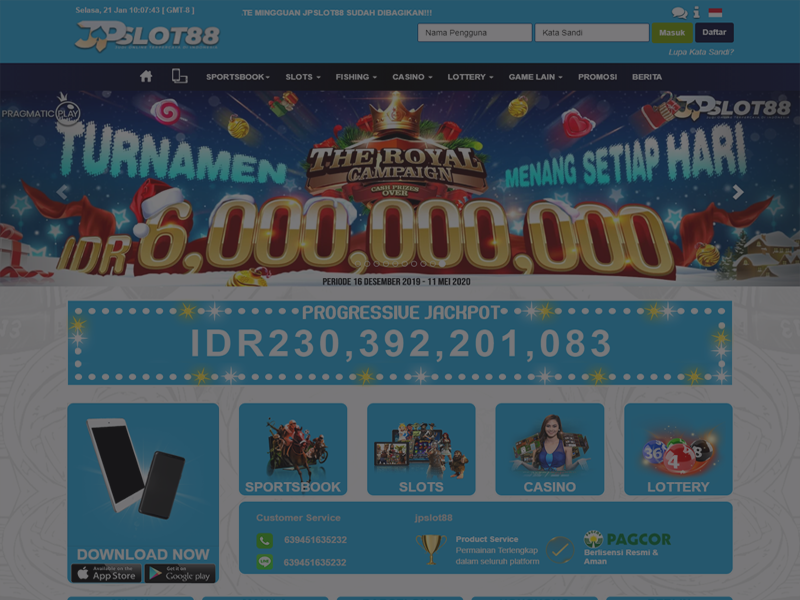 Selasa, 21 Jan 10:07:43 [ GMT-8 ]
.TE MINGGUAN JPSLOT88 SUDAH DIBAGIKAN!!!
JPSLOT88
Nama Pengguna
Kata Sandi
Masuk
Daftar
Lupa Kata Sandi?
SPORTSBOOK
SLOTS
FISHING
CASINO
LOTTERY
GAME LAIN
PROMOSI
BERITA
PRAGMATIC PLAY
JPSLOT88
TURNAMEN
THE ROYAL
CAMPAIGN
CASH PRIZES
OVER
MENANG SETIAP HARI
IDR 6,000,000,000
PERIODE 16 DESEMBER 2019 - 11 MEI 2020
PROGRESSIVE JACKPOT
IDR230,392,201,083
DOWNLOAD NOW
Available on the
App Store
Get it on
Google play
SPORTSBOOK
SLOTS
CASINO
36
4
8
LOTTERY
Customer Service
639451635232
639451635232
jpslot88
Product Service
Permainan Terlengkap
dalam seluruh platform
PAGCOR
Berlisensi Resmi &
Aman